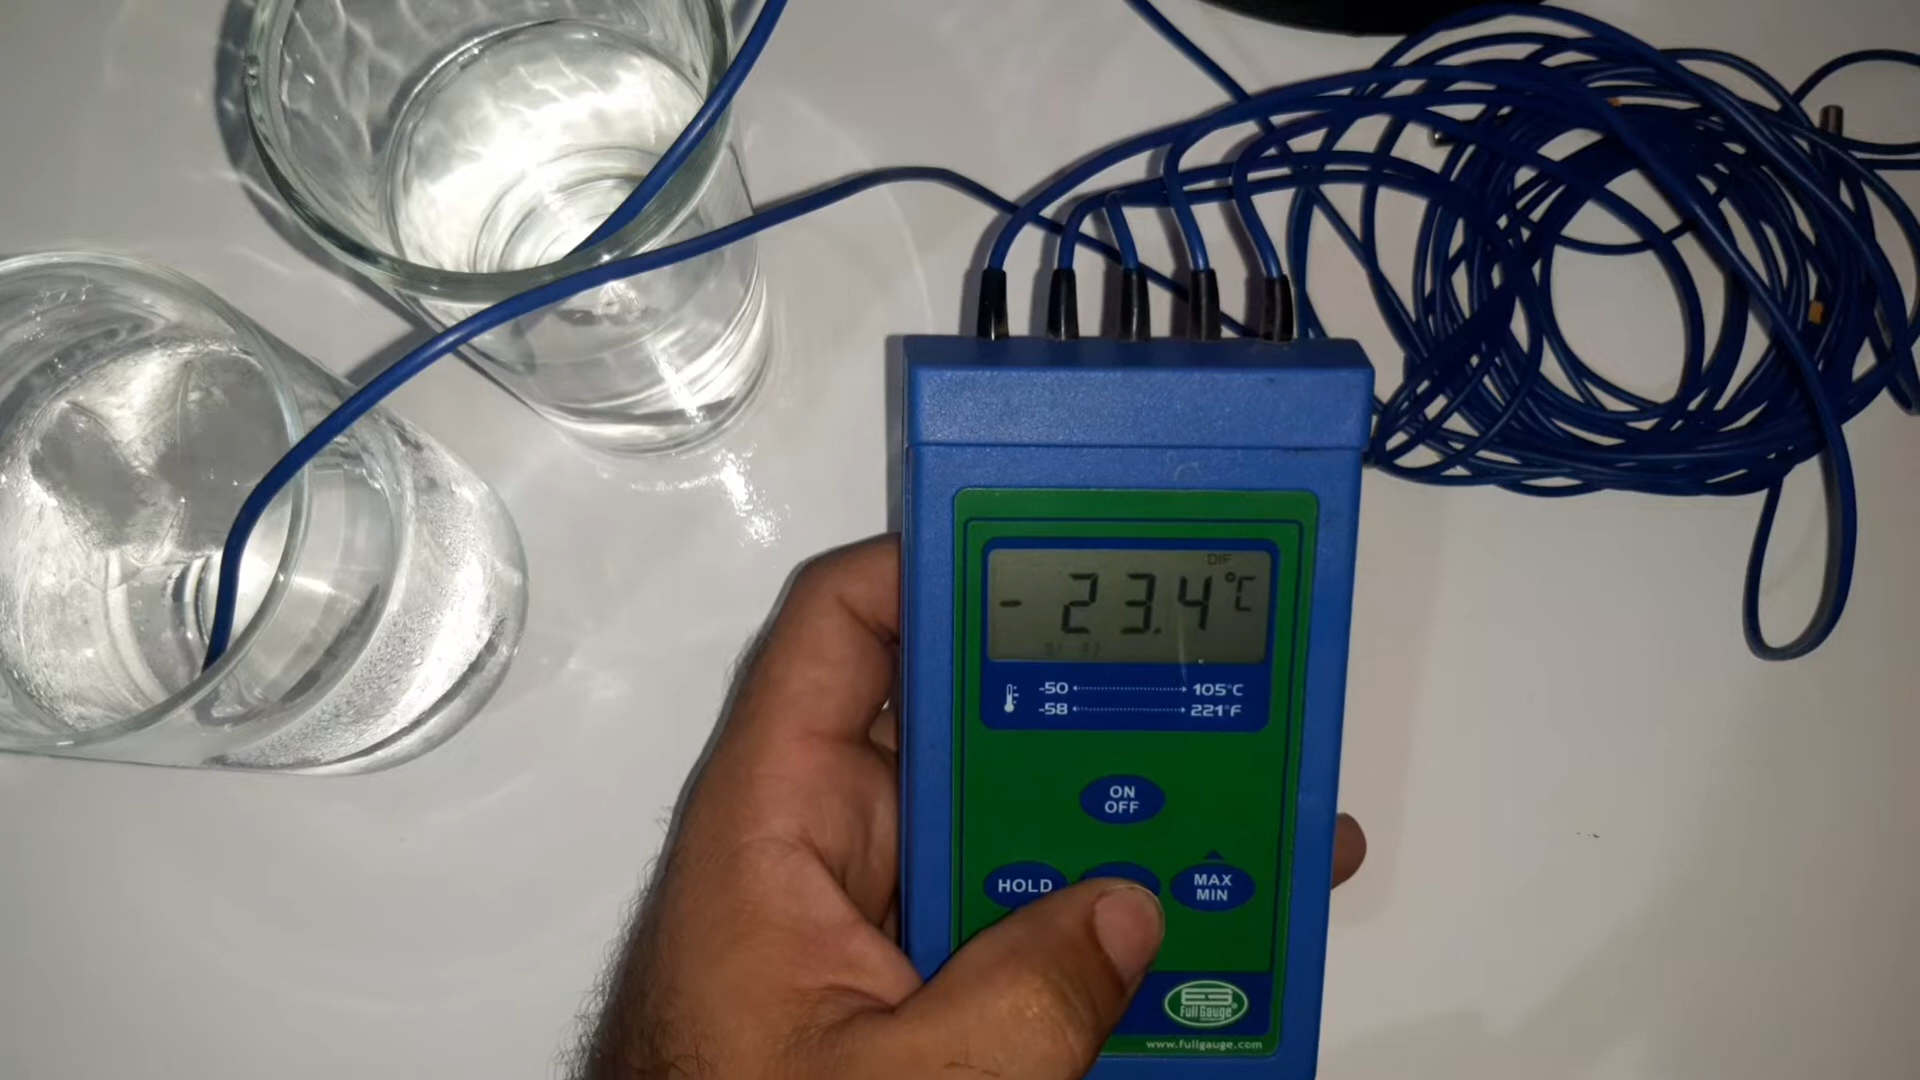 DIF
- 23.4°C
-50 105°C
-58 221°F
ON
OFF
HOLD
MAX
MIN
Full Gauge
www.fullgauge.com